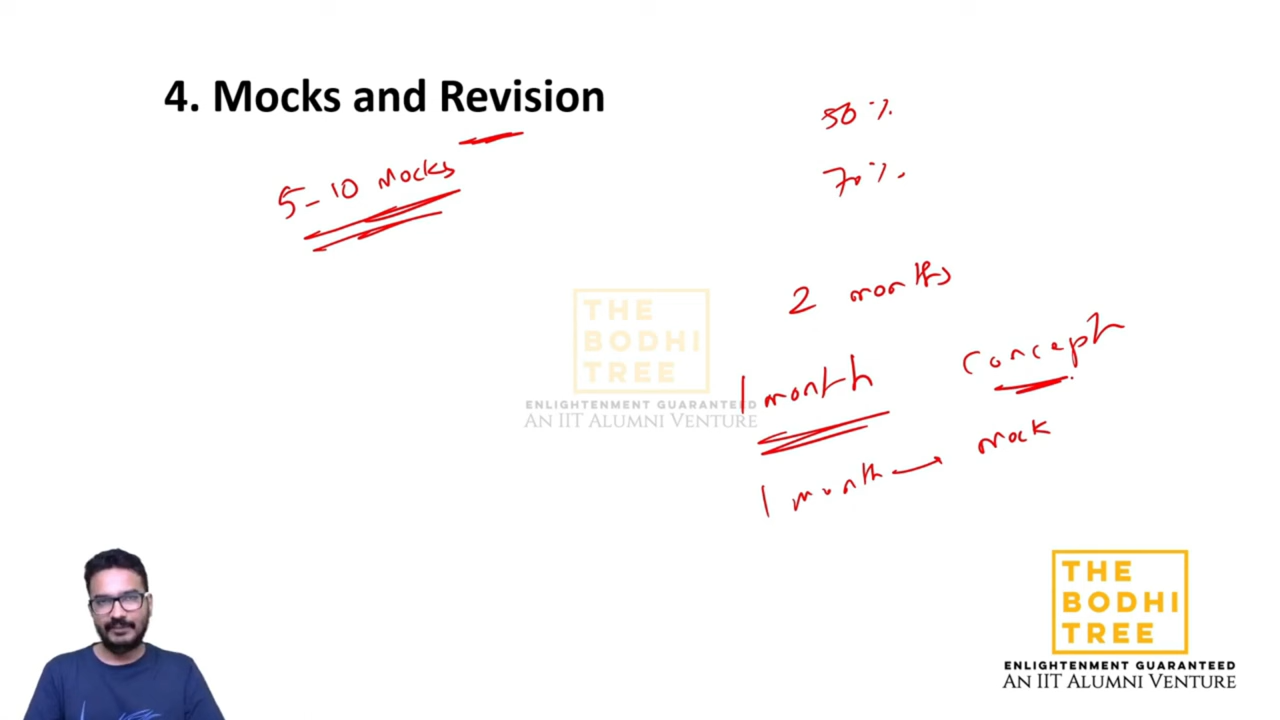 4. Mocks and Revision
5-10 Mocks
50%
70%.
2 months
1 month concept
1 month → mock
THE
BODHI
TREE
ENLIGHTENMENT GUARANTEED
AN IIT ALUMNI VENTURE
THE
BODHI
TREE
ENLIGHTENMENT GUARANTEED
AN IIT ALUMNI VENTURE